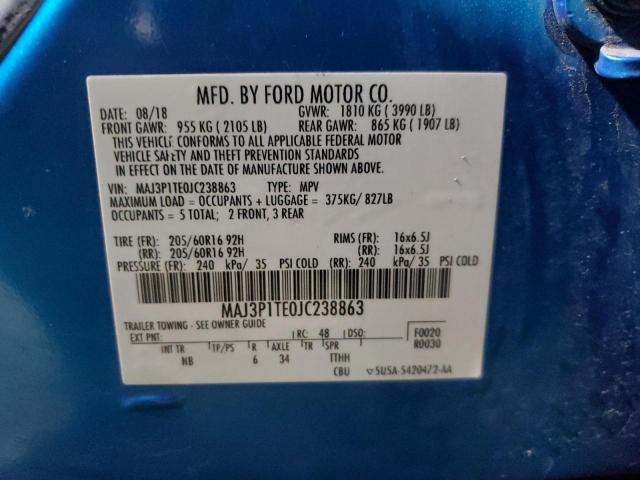 MFD. BY FORD MOTOR CO.
DATE: 08/18 GVWR: 1810 KG ( 3990 LB)
FRONT GAWR: 955 KG ( 2105 LB) REAR GAWR: 865 KG ( 1907 LB)
THIS VEHICLE CONFORMS TO ALL APPLICABLE FEDERAL MOTOR
VEHICLE SAFETY AND THEFT PREVENTION STANDARDS
IN EFFECT ON THE DATE OF MANUFACTURE SHOWN ABOVE.
VIN: MAJ3P1TE0JC238863 TYPE: MPV
MAXIMUM LOAD = OCCUPANTS + LUGGAGE = 375KG/ 827LB
OCCUPANTS = 5 TOTAL; 2 FRONT, 3 REAR
TIRE (FR): 205/60R16 92H RIMS (FR): 16x6.5J
(RR): 205/60R16 92H (RR): 16x6.5J
PRESSURE (FR): 240 kPa/ 35 PSI COLD (RR): 240 kPa/ 35 PSI COLD
MAJ3P1TE0JC238863
TRAILER TOWING - SEE OWNER GUIDE
EXT PNT: RC: 48 DSO: F0020
INT TR TP/PS R AXLE TR SPR R0030
NB 6 34 TTHH
CBU 5U5A-5420472-AA